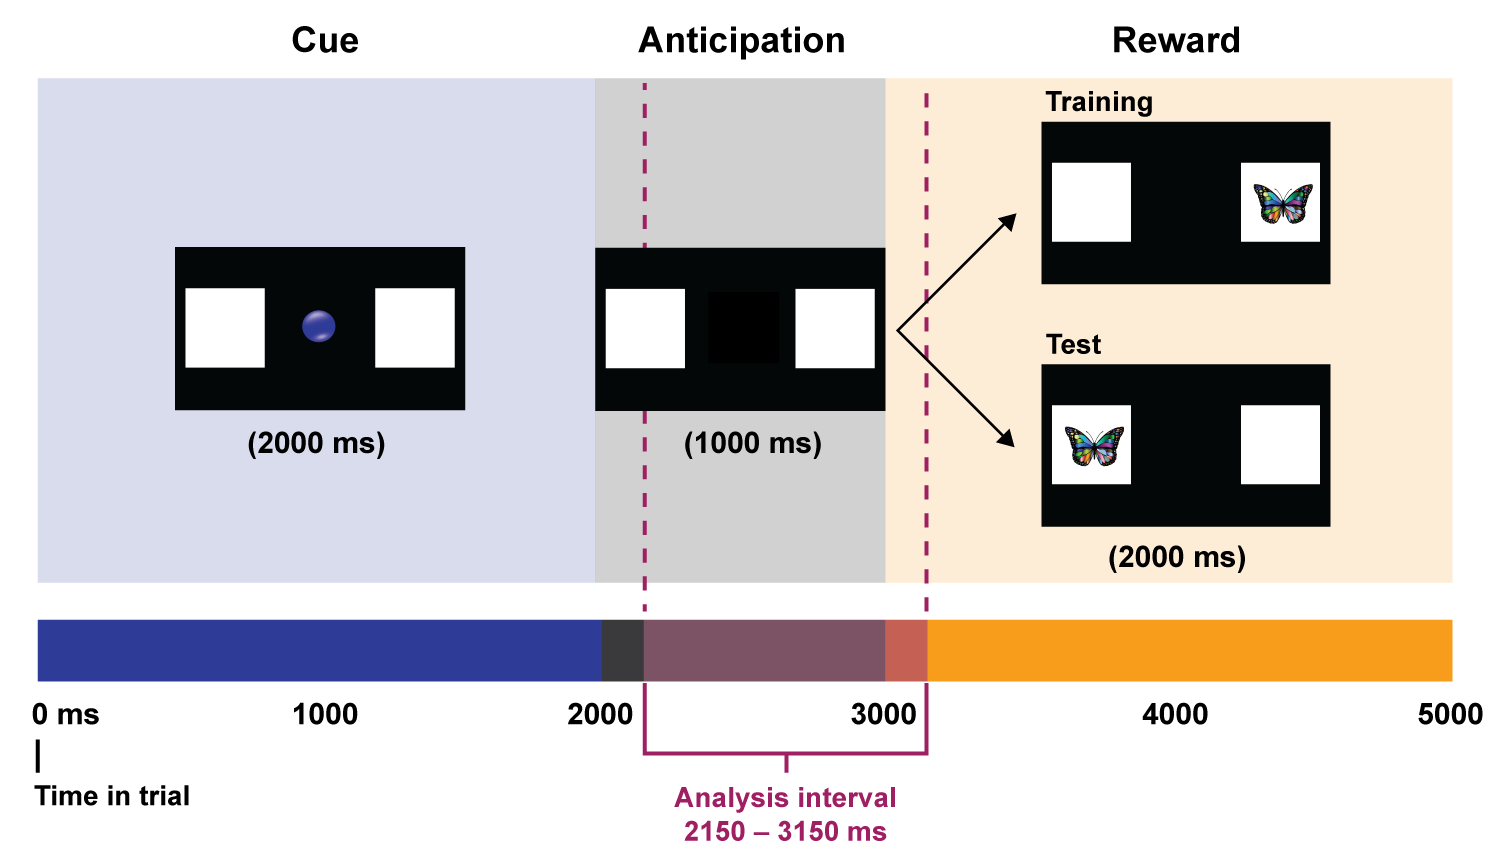 Cue
Anticipation
Reward
Training
Test
(2000 ms)
(1000 ms)
(2000 ms)
0 ms
1000
2000
3000
4000
5000
Time in trial
Analysis interval
2150 – 3150 ms